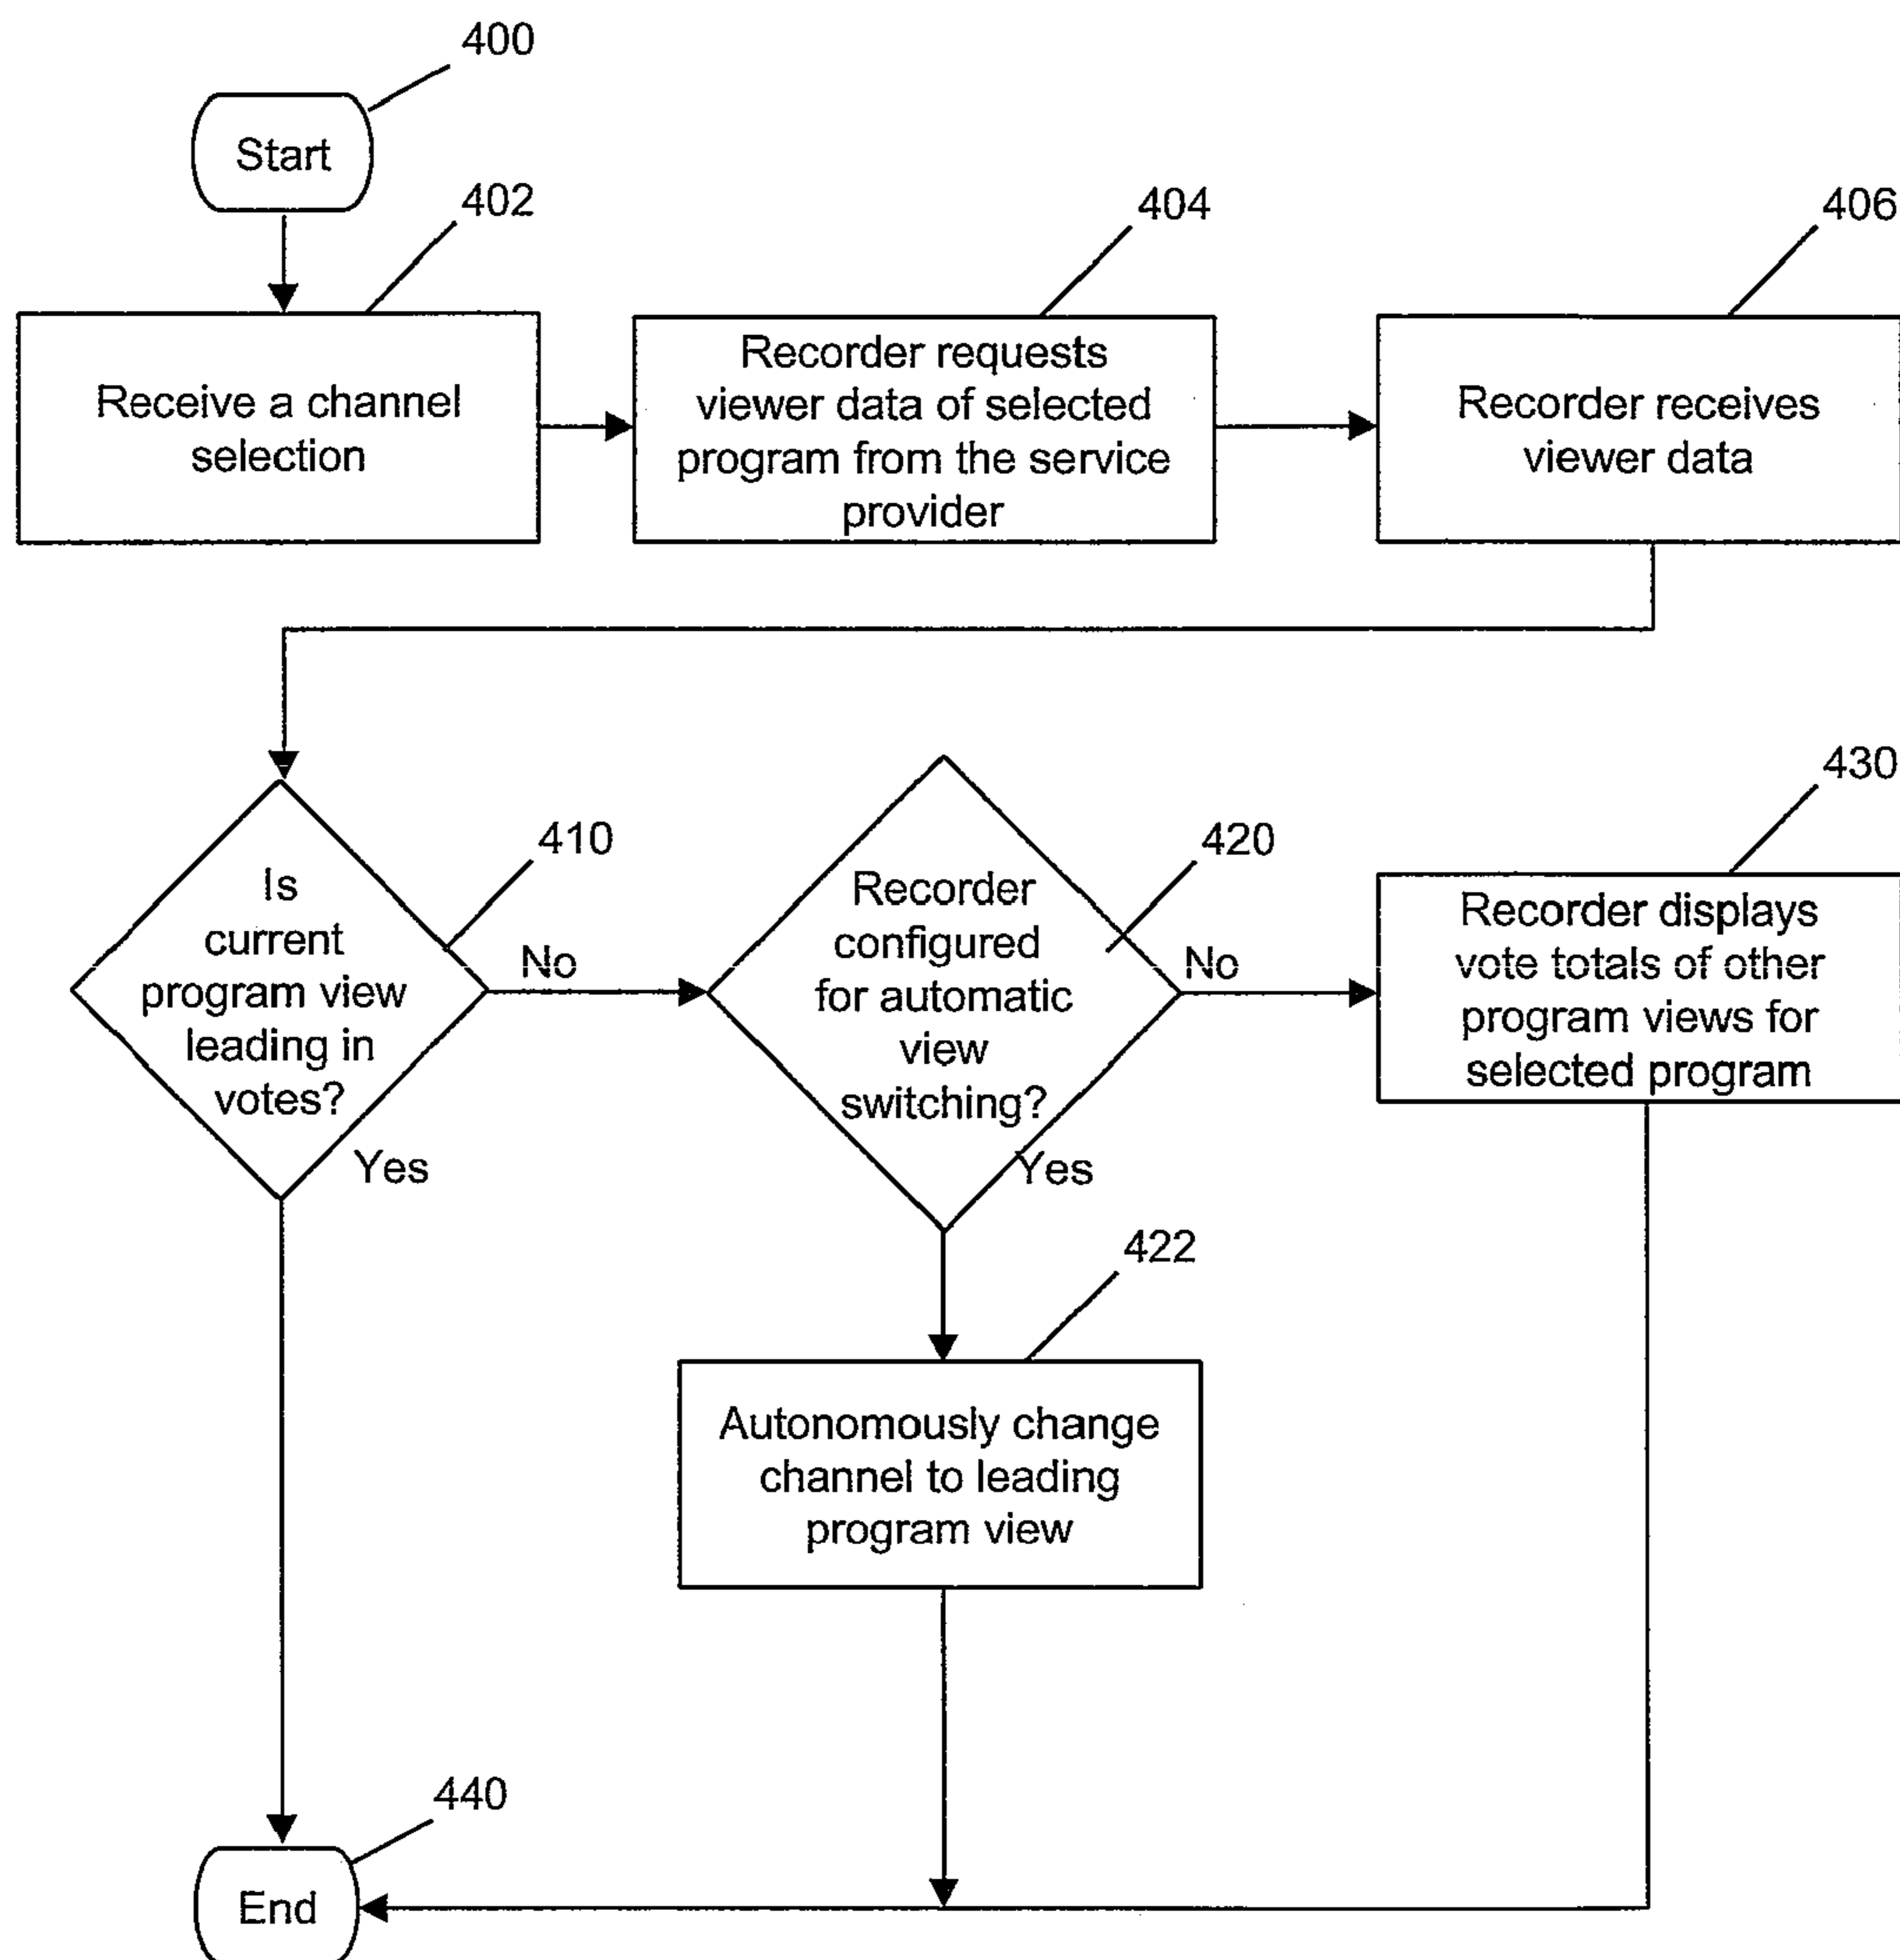 400
Start
402
404
406
Receive a channel
selection
Recorder requests
viewer data of selected
program from the service
provider
Recorder receives
viewer data
410
Is
current
program view
leading in
votes?
No
Yes
420
Recorder
configured
for automatic
view
switching?
No
Yes
430
Recorder displays
vote totals of other
program views for
selected program
422
Autonomously change
channel to leading
program view
440
End